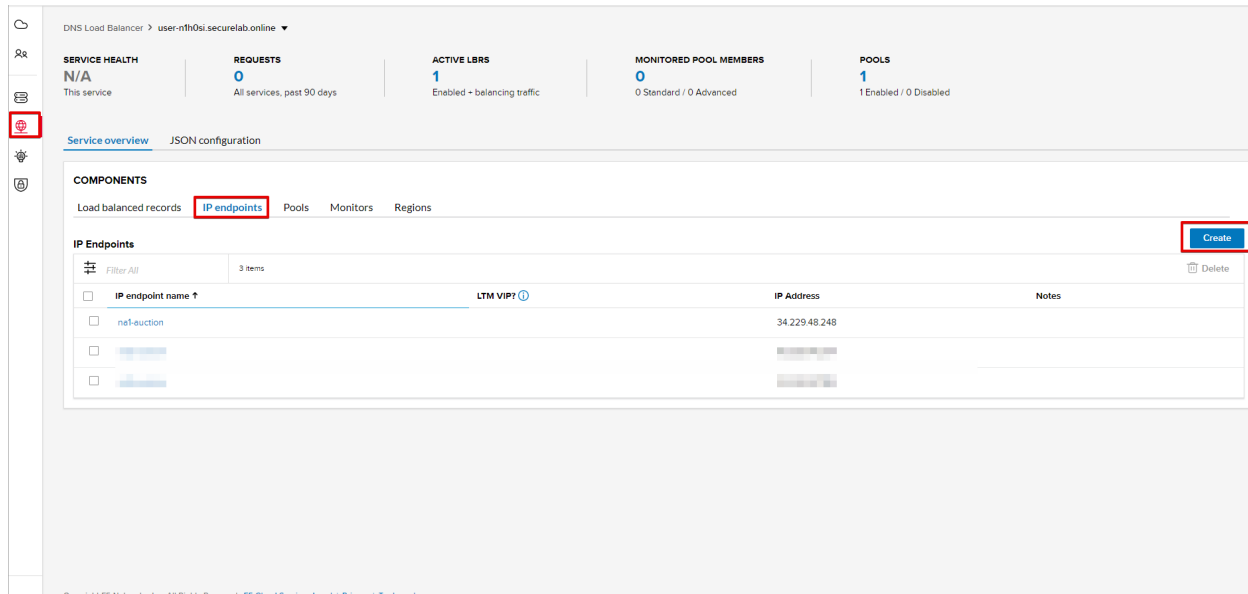 DNS Load Balancer > user-n1h0si.securelab.online
SERVICE HEALTH
N/A
This service
REQUESTS
0
All services, past 90 days
ACTIVE LBRS
1
Enabled + balancing traffic
MONITORED POOL MEMBERS
0
0 Standard / 0 Advanced
POOLS
1
1 Enabled / 0 Disabled
Service overview JSON configuration
COMPONENTS
Load balanced records IP endpoints Pools Monitors Regions
IP Endpoints
Create
Filter All 3 items Delete
IP endpoint name ↑ LTM VIP? IP Address Notes
na1-auction 34.229.48.248